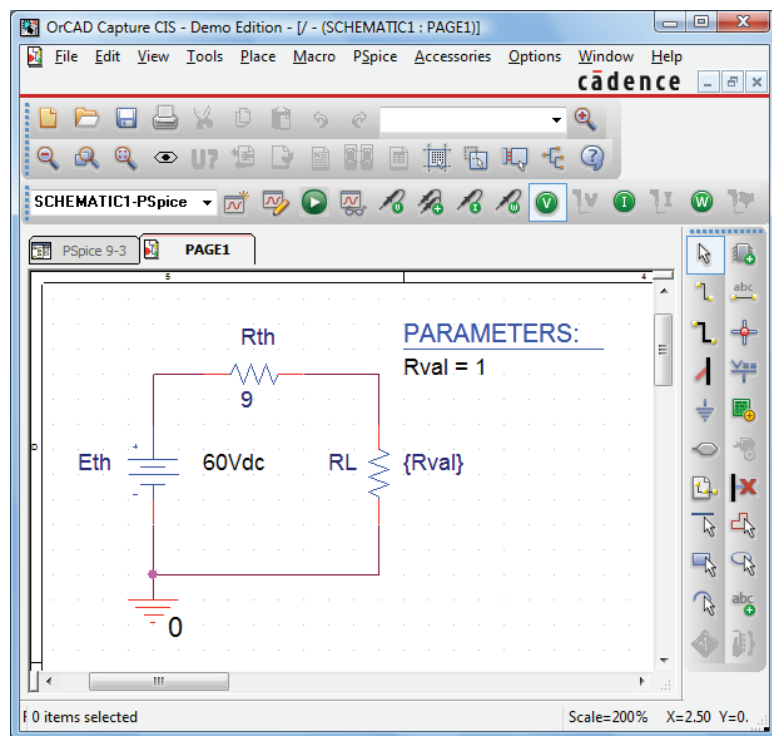 OrCAD Capture CIS - Demo Edition - [/ - (SCHEMATIC1 : PAGE1)]
File Edit View Tools Place Macro PSpice Accessories Options Window Help
cādence
U?
SCHEMATIC1-PSpice
V I W
PSpice 9-3 PAGE1
5 4
abc
Rth
PARAMETERS:
Rval = 1
9
Eth 60Vdc RL {Rval}
D
0
abc
0 items selected Scale=200% X=2.50 Y=0.